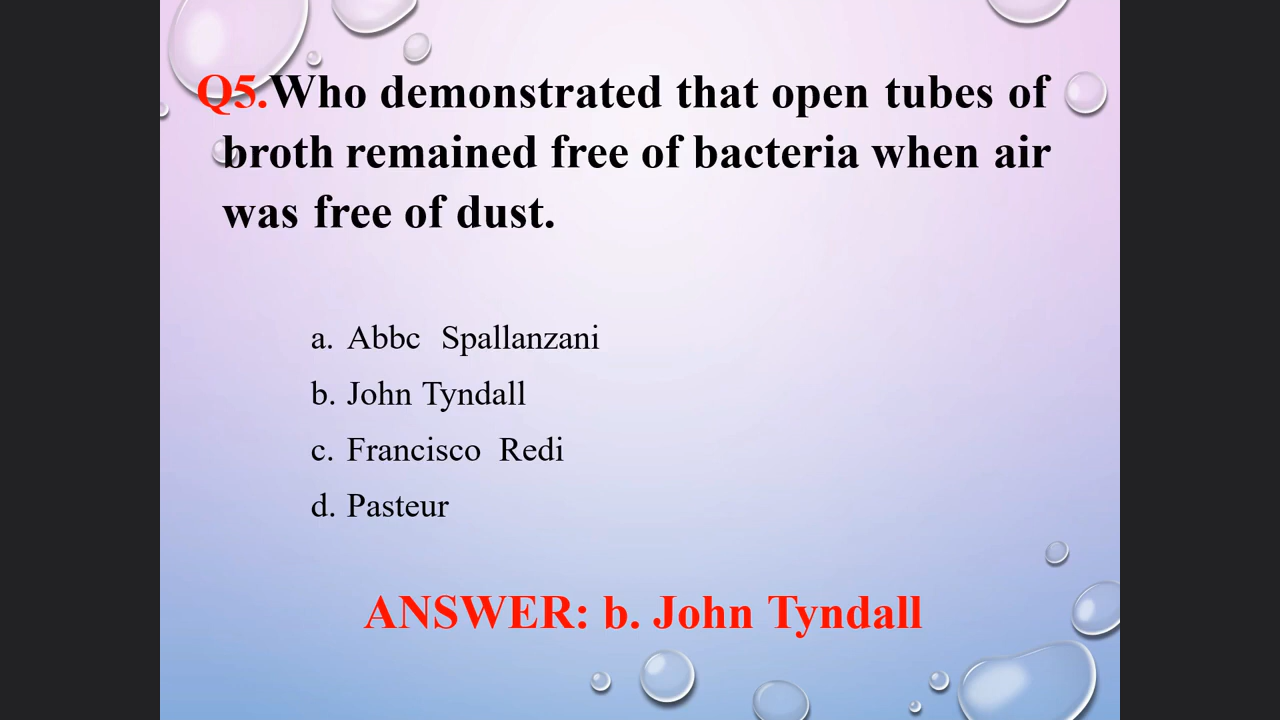 Q5.Who demonstrated that open tubes of
broth remained free of bacteria when air
was free of dust.
a. Abbc Spallanzani
b. John Tyndall
c. Francisco Redi
d. Pasteur
ANSWER: b. John Tyndall